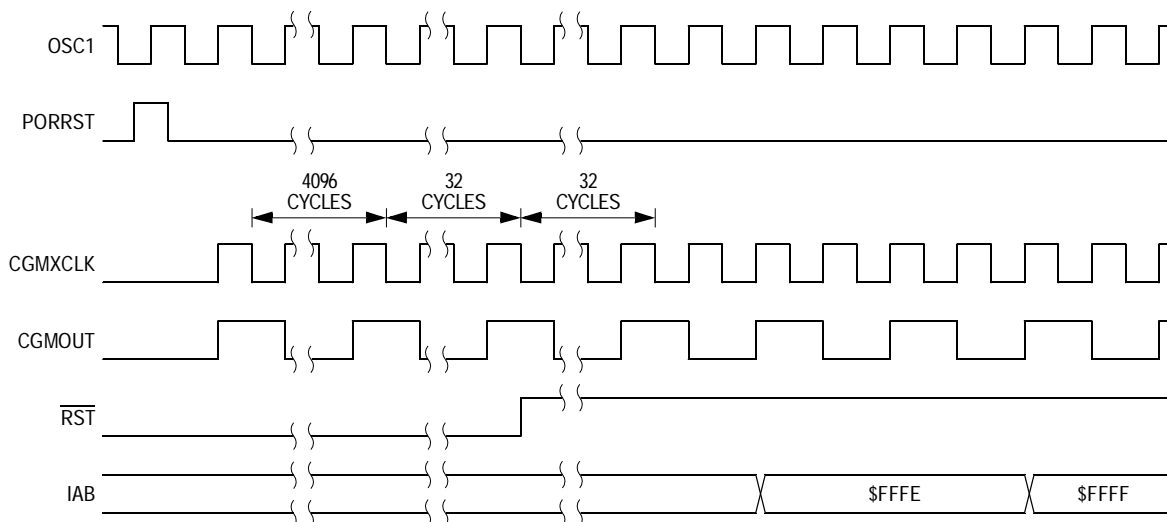 OSC1
PORRST
4096
CYCLES
32
CYCLES
32
CYCLES
CGMXCLK
CGMOUT
RST
IAB
$FFFE
$FFFF